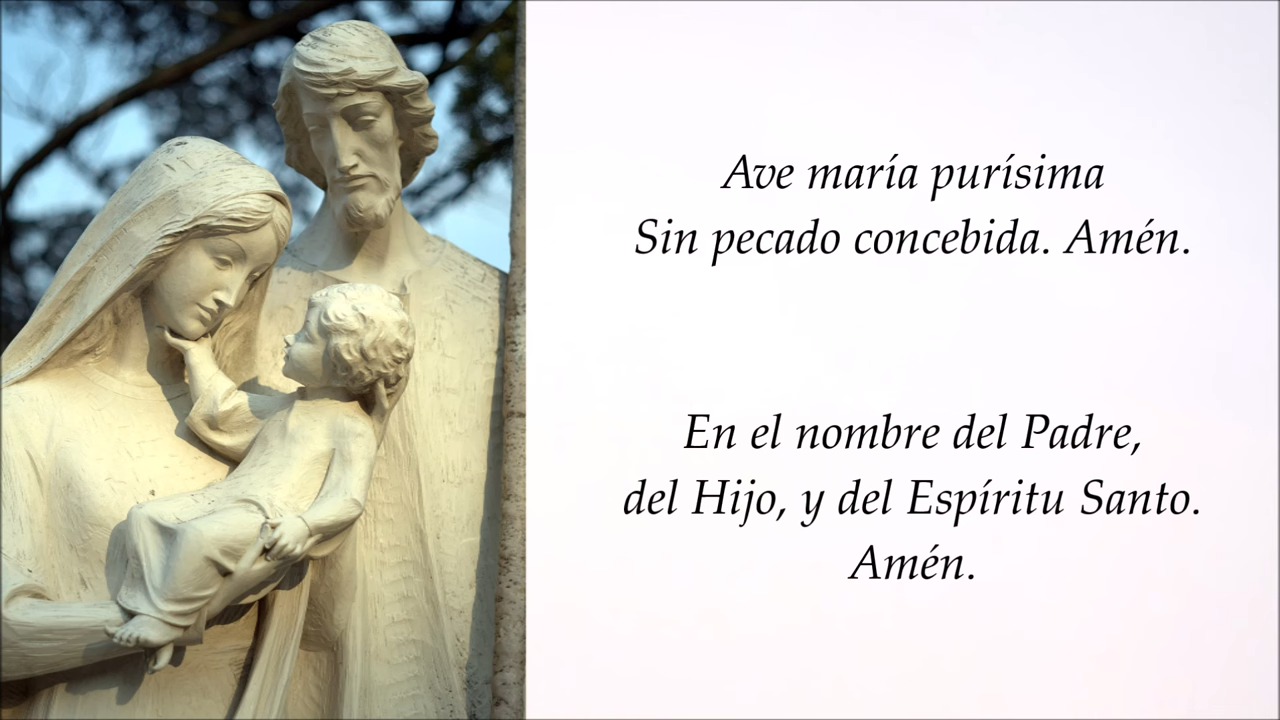 Ave maría purísima
Sin pecado concebida. Amén.
En el nombre del Padre,
del Hijo, y del Espíritu Santo.
Amén.